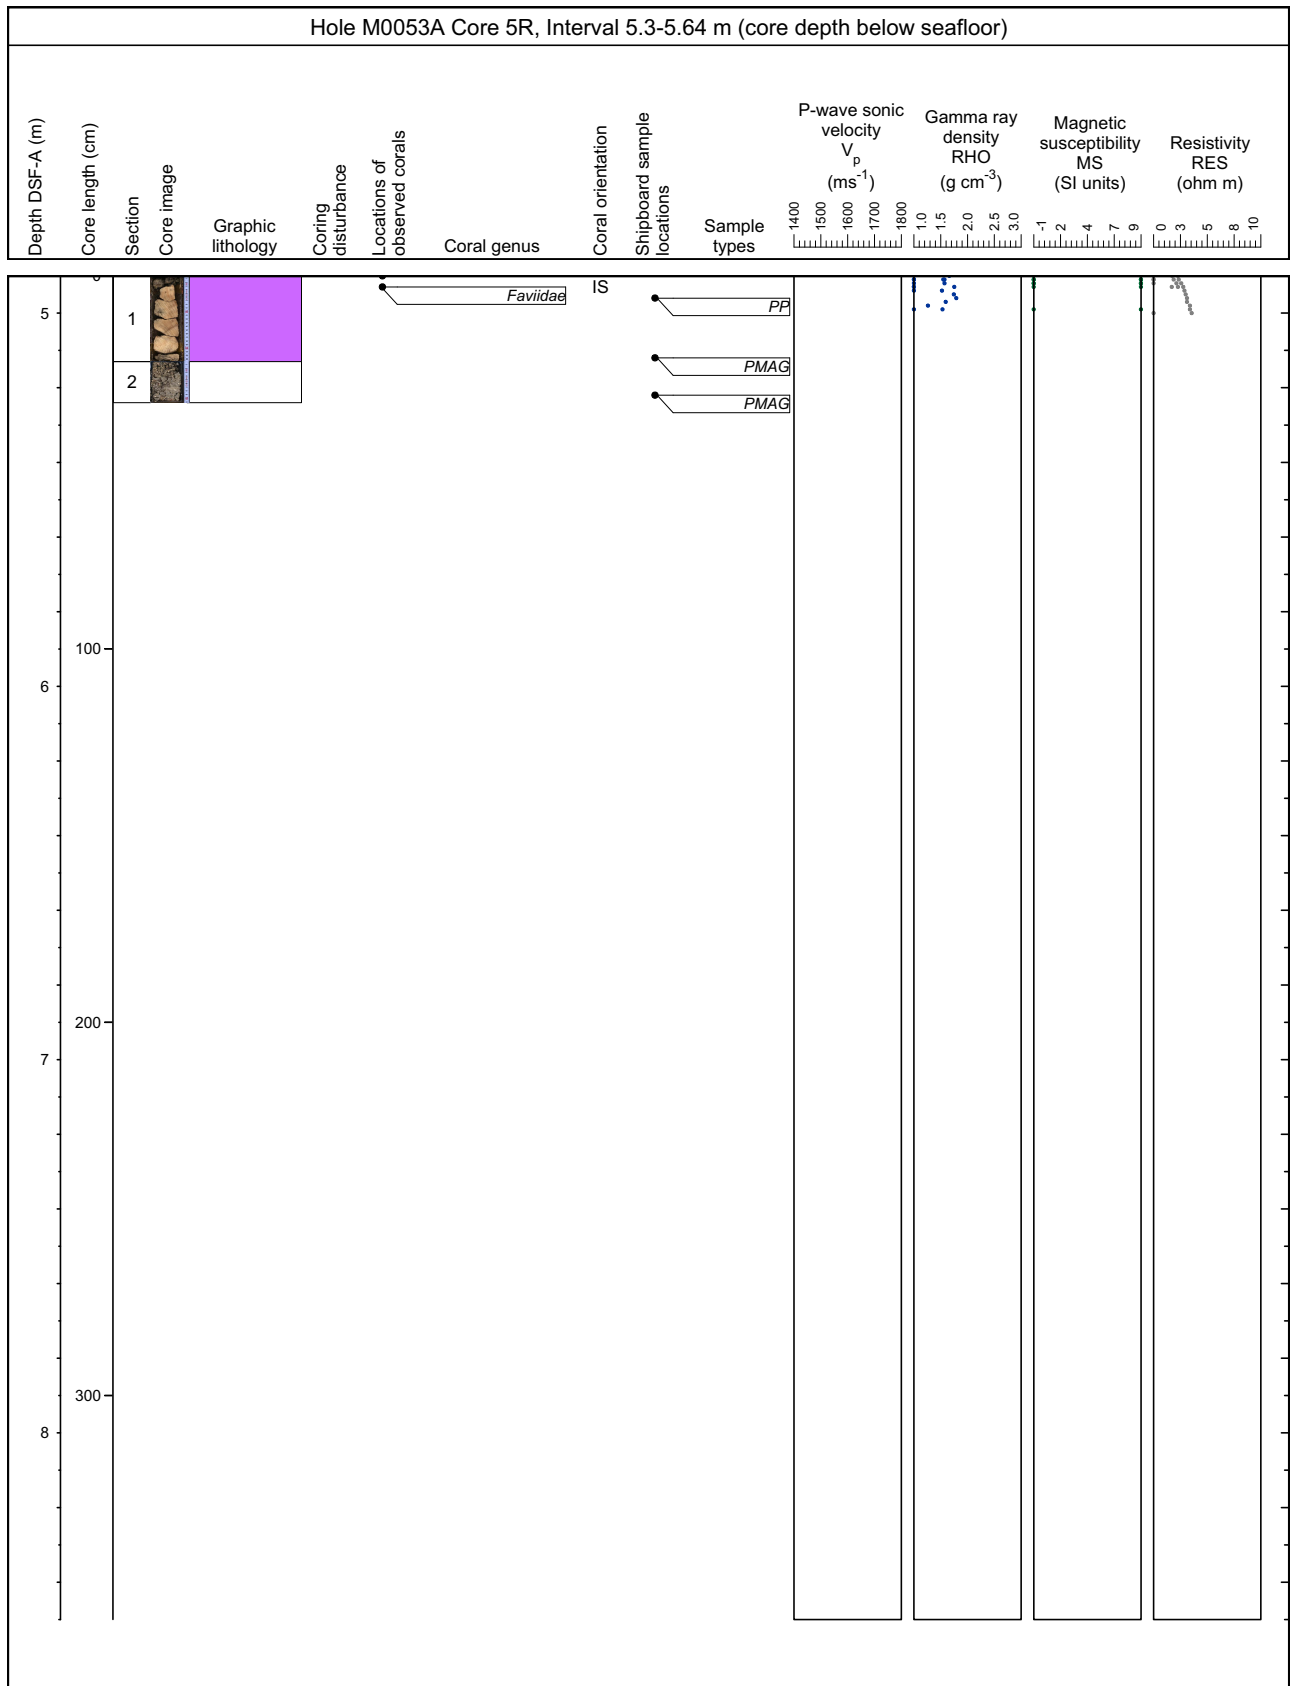 Hole M0053A Core 5R, Interval 5.3-5.64 m (core depth below seafloor)
Depth DSF-A (m)
Core length (cm)
Section
Core image
Graphic
lithology
Coring
disturbance
Locations of
observed corals
Coral genus
Coral orientation
Shipboard sample
locations
Sample
types
P-wave sonic
velocity
Vp
(ms-1)
1400 1500 1600 1700 1800
Gamma ray
density
RHO
(g cm-3)
1.0 1.5 2.0 2.5 3.0
Magnetic
susceptibility
MS
(SI units)
-1 2 4 7 9
Resistivity
RES
(ohm m)
0 3 5 8 10
0
Faviidae
IS
PP
5
1
PMAG
2
PMAG
100
6
200
7
300
8